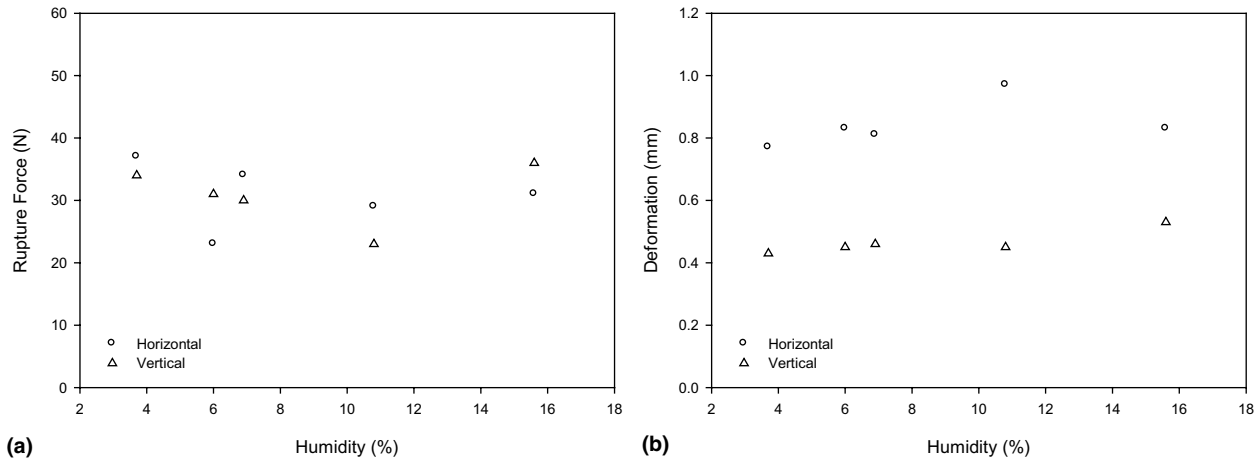 60
50
40
30
20
10
0
Rupture Force (N)
Horizontal
Vertical
2 4 6 8 10 12 14 16 18
Humidity (%)
(a)
1.2
1.0
0.8
0.6
0.4
0.2
0.0
Deformation (mm)
Horizontal
Vertical
2 4 6 8 10 12 14 16 18
Humidity (%)
(b)